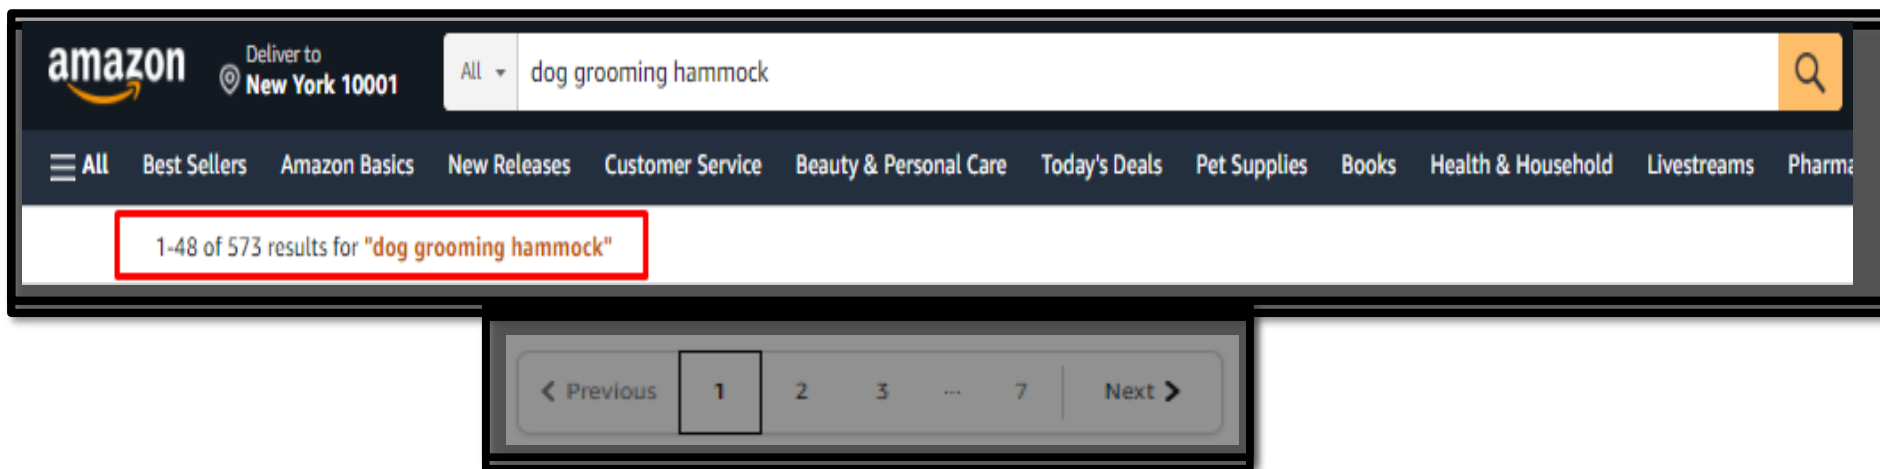 amazon
Deliver to
New York 10001
All
dog grooming hammock
All Best Sellers Amazon Basics New Releases Customer Service Beauty & Personal Care Today's Deals Pet Supplies Books Health & Household Livestreams Pharma
1-48 of 573 results for "dog grooming hammock"
Previous 1 2 3 ... 7 Next